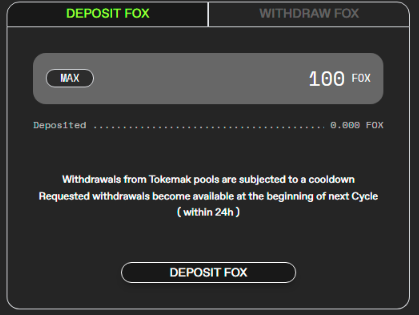 DEPOSIT FOX
WITHDRAW FOX
MAX
100 FOX
Deposited ........................................ 0.000 FOX
Withdrawals from Tokemak pools are subjected to a cooldown
Requested withdrawals become available at the beginning of next Cycle
( within 24h )
DEPOSIT FOX